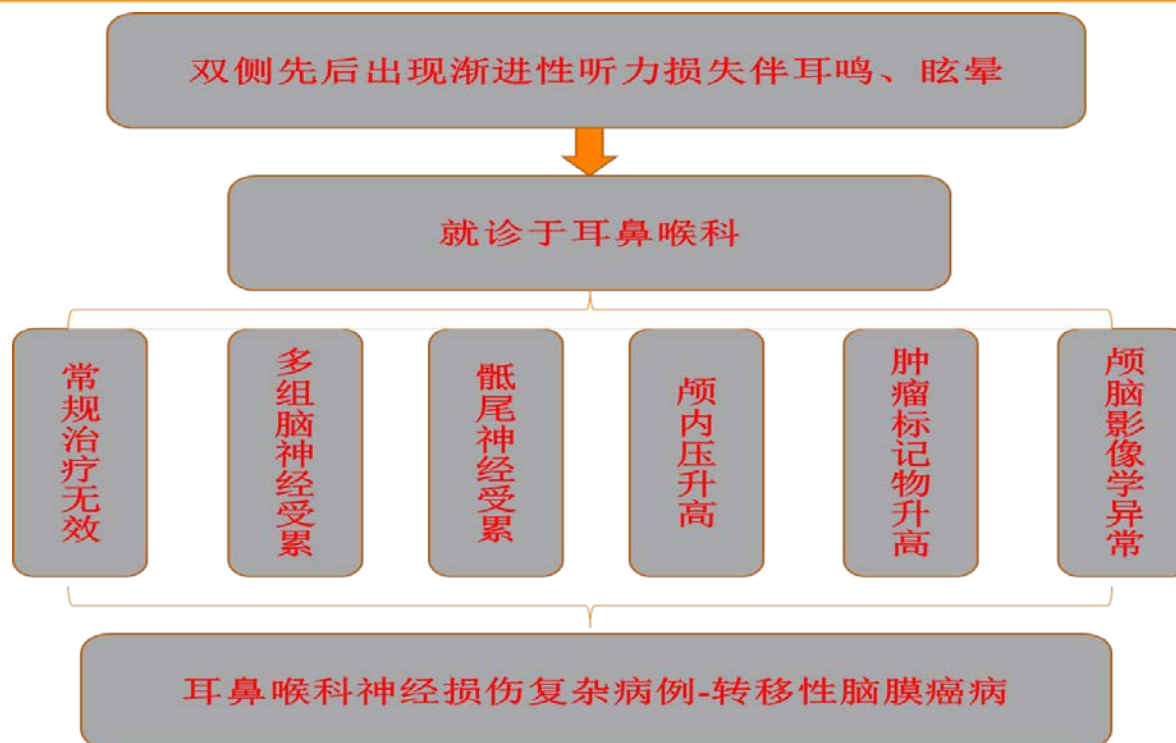 双侧先后出现渐进性听力损失伴耳鸣、眩晕
就诊于耳鼻喉科
常规治疗无效
多组脑神经受累
骶尾神经受累
颅内压升高
肿瘤标记物升高
颅脑影像学异常
耳鼻喉科神经损伤复杂病例-转移性脑膜癌病